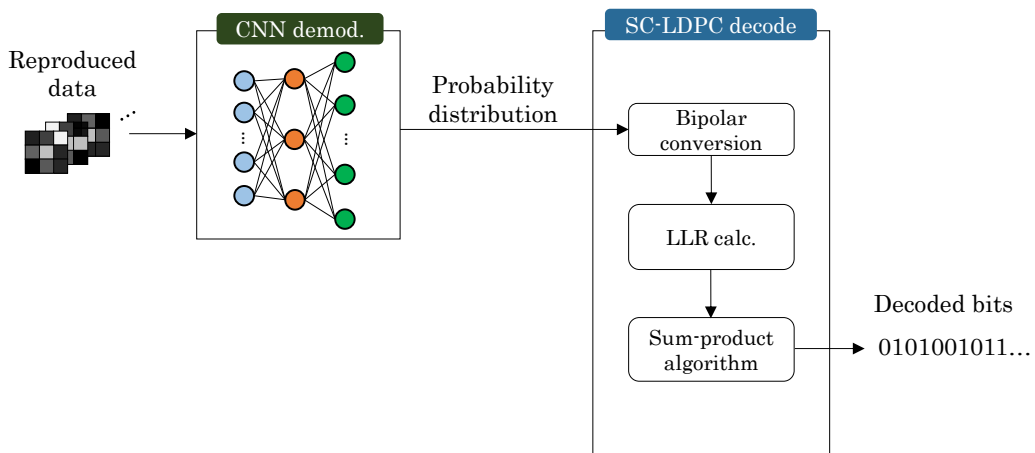 Reproduced
data
...
CNN demod.
...
...
...
Probability
distribution
SC-LDPC decode
Bipolar
conversion
LLR calc.
Sum-product
algorithm
Decoded bits
0101001011...